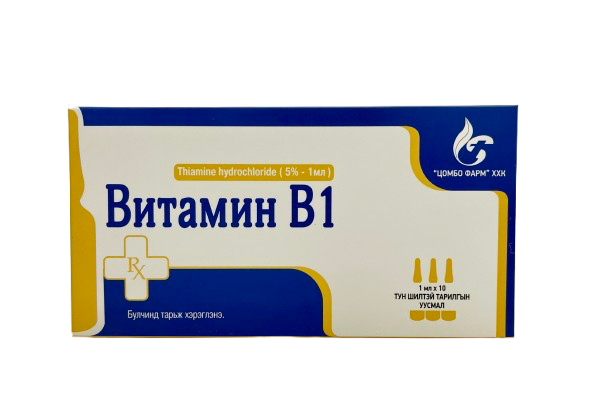 Thiamine hydrochloride ( 5% - 1мл )
Витамин B1
"ЦОМБО ФАРМ" ХХК
RX
Булчинд тарьж хэрэглэнэ.
1 мл x 10
ТУН ШИЛТЭЙ ТАРИЛГЫН
УУСМАЛ